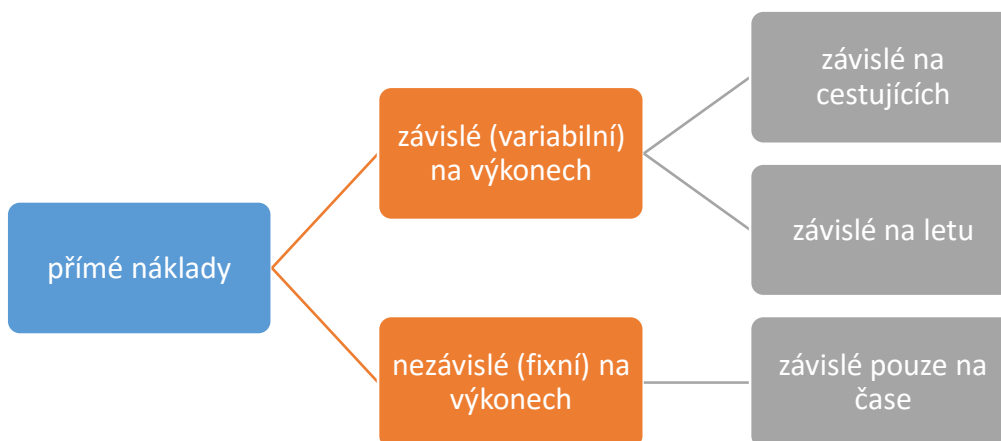 přímé náklady
závislé (variabilní)
na výkonech
nezávislé (fixní) na
výkonech
závislé na
cestujících
závislé na letu
závislé pouze na
čase